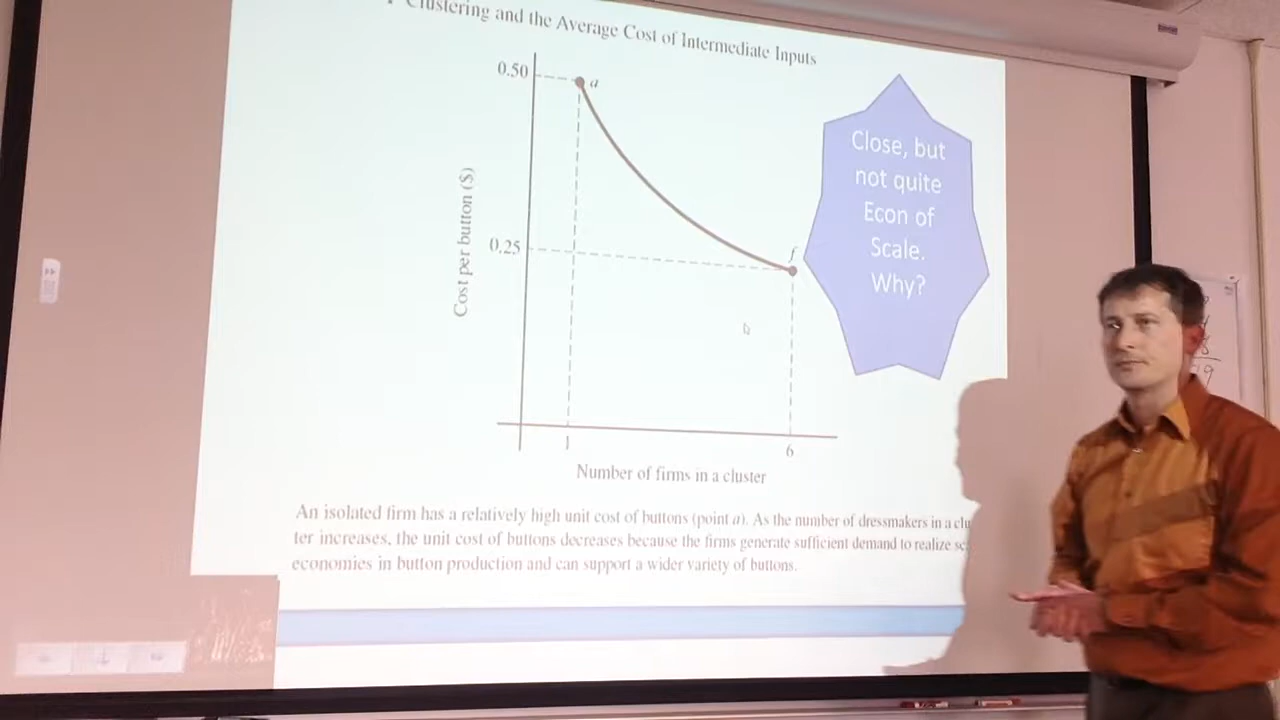 Clustering and the Average Cost of Intermediate Inputs
0.50
a
Cost per button ($)
0.25
f
1
6
Number of firms in a cluster
Close, but
not quite
Econ of
Scale.
Why?
An isolated firm has a relatively high unit cost of buttons (point a). As the number of dressmakers in a clu
ter increases, the unit cost of buttons decreases because the firms generate sufficient demand to realize sc
economies in button production and can support a wider variety of buttons.